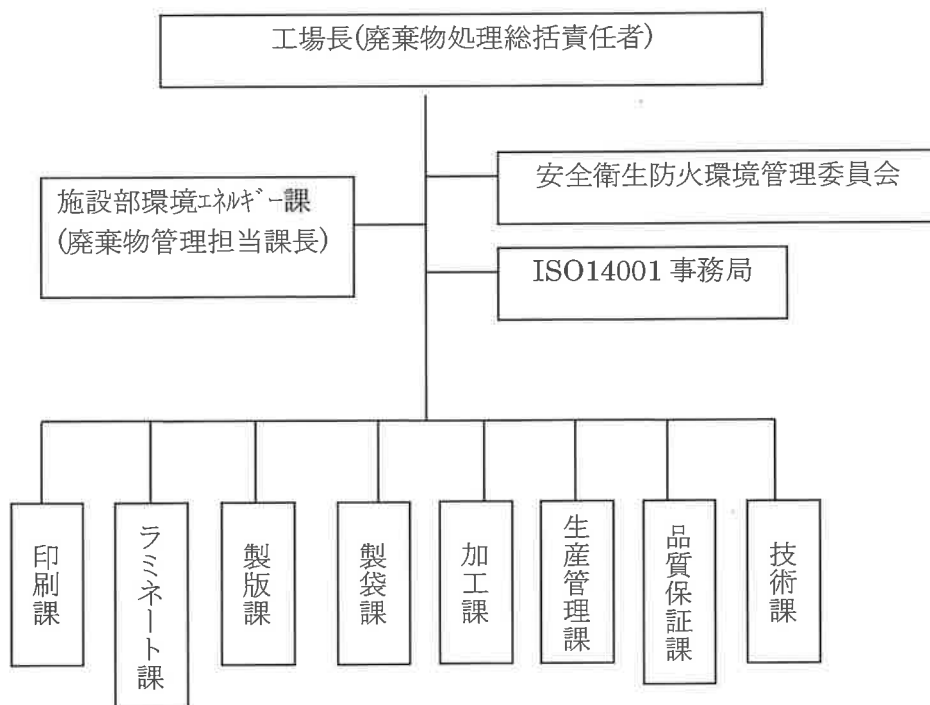 工場長(廃棄物処理総括責任者)
安全衛生防火環境管理委員会
施設部環境ｴﾈﾙｷﾞｰ課
(廃棄物管理担当課長)
ISO14001 事務局
印刷課
ラミネート課
製版課
製袋課
加工課
生産管理課
品質保証課
技術課